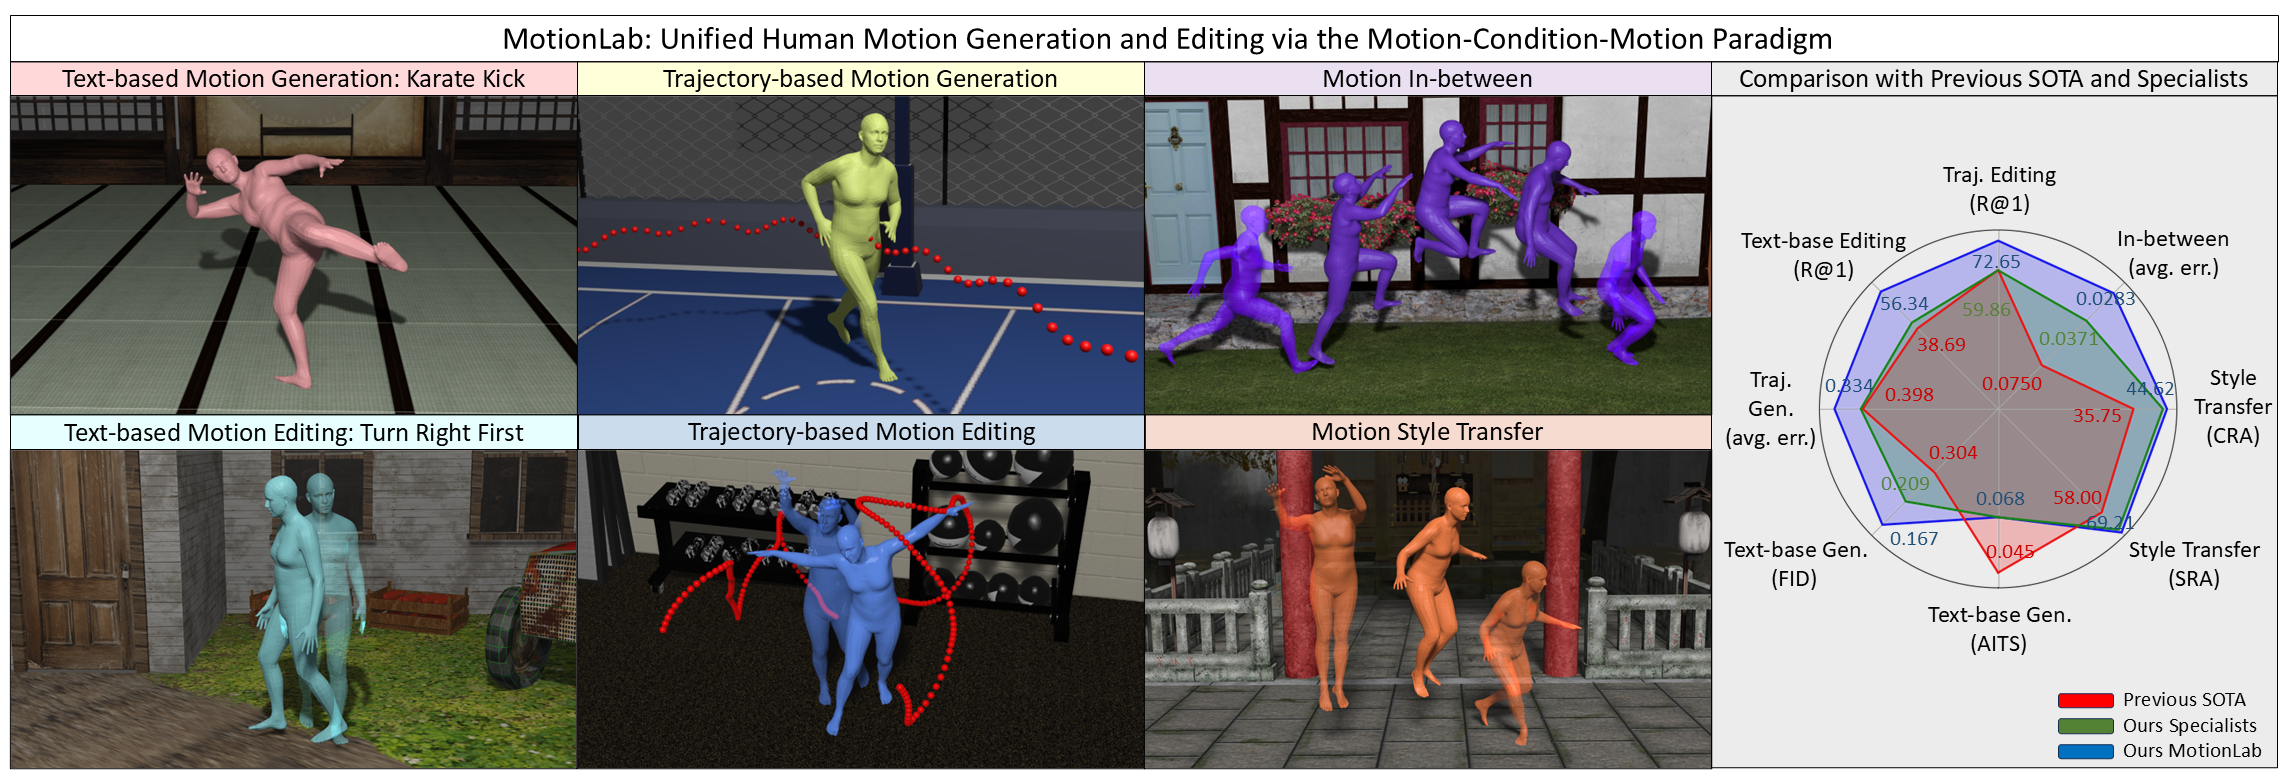 MotionLab: Unified Human Motion Generation and Editing via the Motion-Condition-Motion Paradigm
Text-based Motion Generation: Karate Kick
Trajectory-based Motion Generation
Motion In-between
Comparison with Previous SOTA and Specialists
Text-based Motion Editing: Turn Right First
Trajectory-based Motion Editing
Motion Style Transfer
Traj. Editing
(R@1)
Text-base Editing
(R@1)
In-between
(avg. err.)
72.65
56.34
0.0283
59.86
38.69
0.0371
Traj.
Gen.
(avg. err.)
0.334
0.398
0.0750
44.62
35.75
Style
Transfer
(CRA)
0.304
0.209
0.068
58.00
69.21
0.167
0.045
Text-base Gen.
(FID)
Style Transfer
(SRA)
Text-base Gen.
(AITS)
Previous SOTA
Ours Specialists
Ours MotionLab